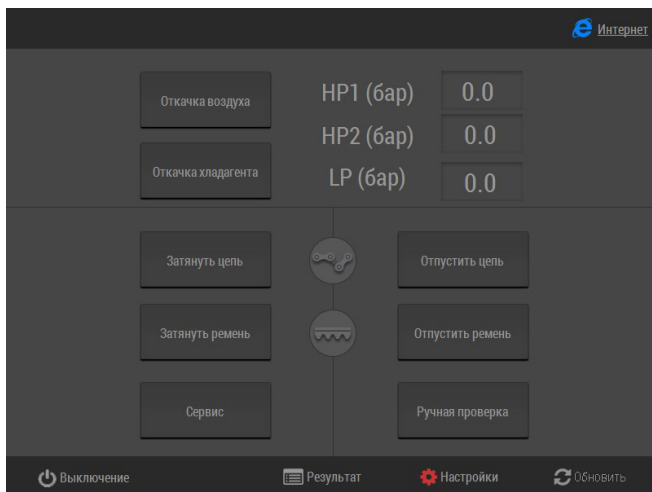 Интернет
Откачка воздуха
HP1 (бар) 0.0
HP2 (бар) 0.0
Откачка хладагента
LP (бар) 0.0
Затянуть цепь
Отпустить цепь
Затянуть ремень
Отпустить ремень
Сервис
Ручная проверка
Выключение
Результат
Настройки
Обновить